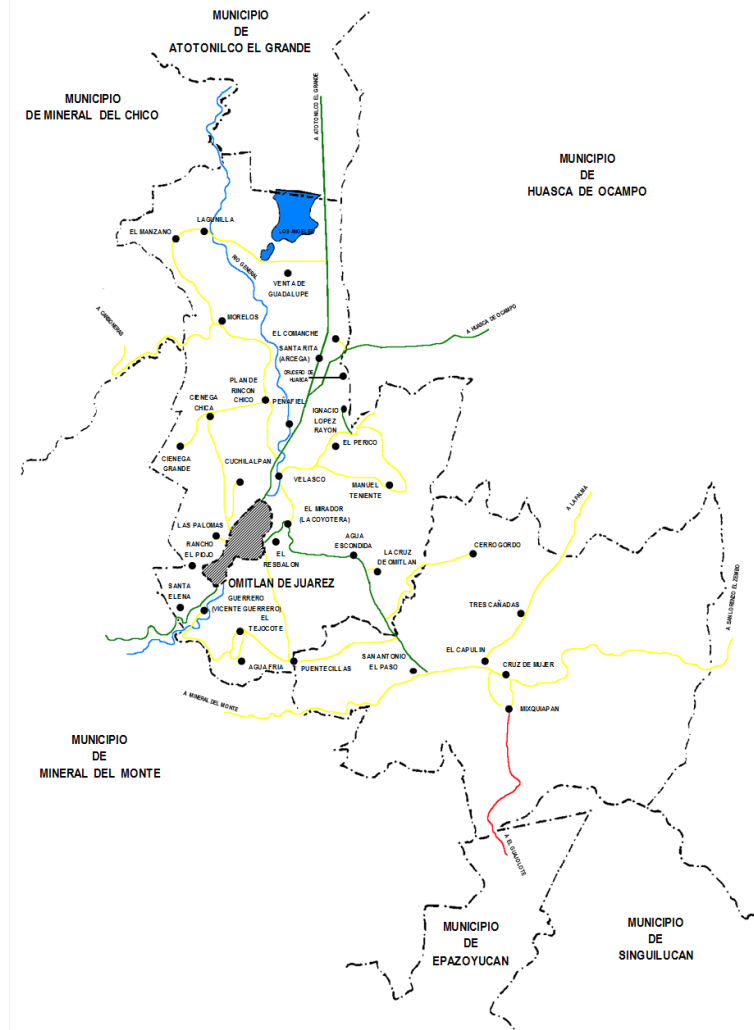 MUNICIPIO
DE
ATOTONILCO EL GRANDE
MUNICIPIO
DE MINERAL DEL CHICO
A ATOTONILCO EL GRANDE
MUNICIPIO
DE
HUASCA DE OCAMPO
LAGUNILLA
EL MANZANO
LOS ANGELES
RIO GENERAL
VENTA DE
GUADALUPE
A CARBONERAS
MORELOS
A HUASCA DE OCAMPO
EL COMANCHE
SANTA RITA
(ARCEGA)
CRUCERO DE
HUASCA
PLAN DE
RINCON
CHICO
PEÑAFIEL
CIENEGA
CHICA
IGNACIO
LOPEZ
RAYON
EL PERICO
CIENEGA
GRANDE
CUCHILALPAN
VELASCO
MANUEL
TENIENTE
A LA PALMA
EL MIRADOR
(LA COYOTERA)
LAS PALOMAS
RANCHO
EL PIOJO
AGUA
ESCONDIDA
EL
RESBALON
LA CRUZ
DE OMITLAN
CERRO GORDO
OMITLAN DE JUAREZ
SANTA
ELENA
GUERRERO
(VICENTE GUERRERO)
EL
TEJOCOTE
TRES CAÑADAS
A SAN LORENZO EL ZEMBO
AGUA FRIA
PUENTECILLAS
SAN ANTONIO
EL PASO
EL CAPULIN
CRUZ DE MUJER
A MINERAL DEL MONTE
MIXQUIAPAN
MUNICIPIO
DE
MINERAL DEL MONTE
A EL GUAJOLOTE
MUNICIPIO
DE
EPAZOYUCAN
MUNICIPIO
DE
SINGUILUCAN